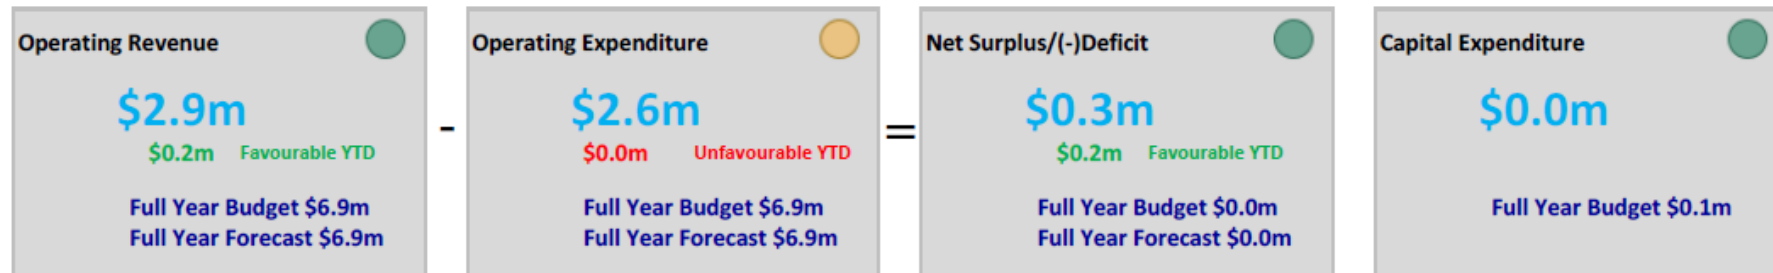 Operating Revenue
$2.9m
$0.2m Favourable YTD
Full Year Budget $6.9m
Full Year Forecast $6.9m
-
Operating Expenditure
$2.6m
$0.0m Unfavourable YTD
Full Year Budget $6.9m
Full Year Forecast $6.9m
=
Net Surplus/(-)Deficit
$0.3m
$0.2m Favourable YTD
Full Year Budget $0.0m
Full Year Forecast $0.0m
Capital Expenditure
$0.0m
Full Year Budget $0.1m